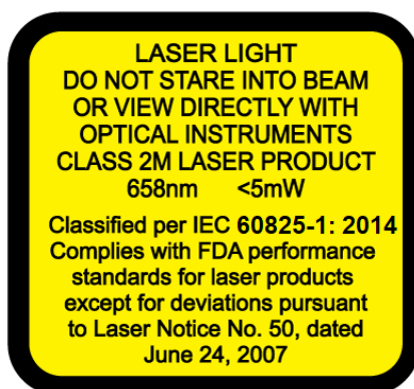 LASER LIGHT
DO NOT STARE INTO BEAM
OR VIEW DIRECTLY WITH
OPTICAL INSTRUMENTS
CLASS 2M LASER PRODUCT
658nm <5mW
Classified per IEC 60825-1: 2014
Complies with FDA performance
standards for laser products
except for deviations pursuant
to Laser Notice No. 50, dated
June 24, 2007